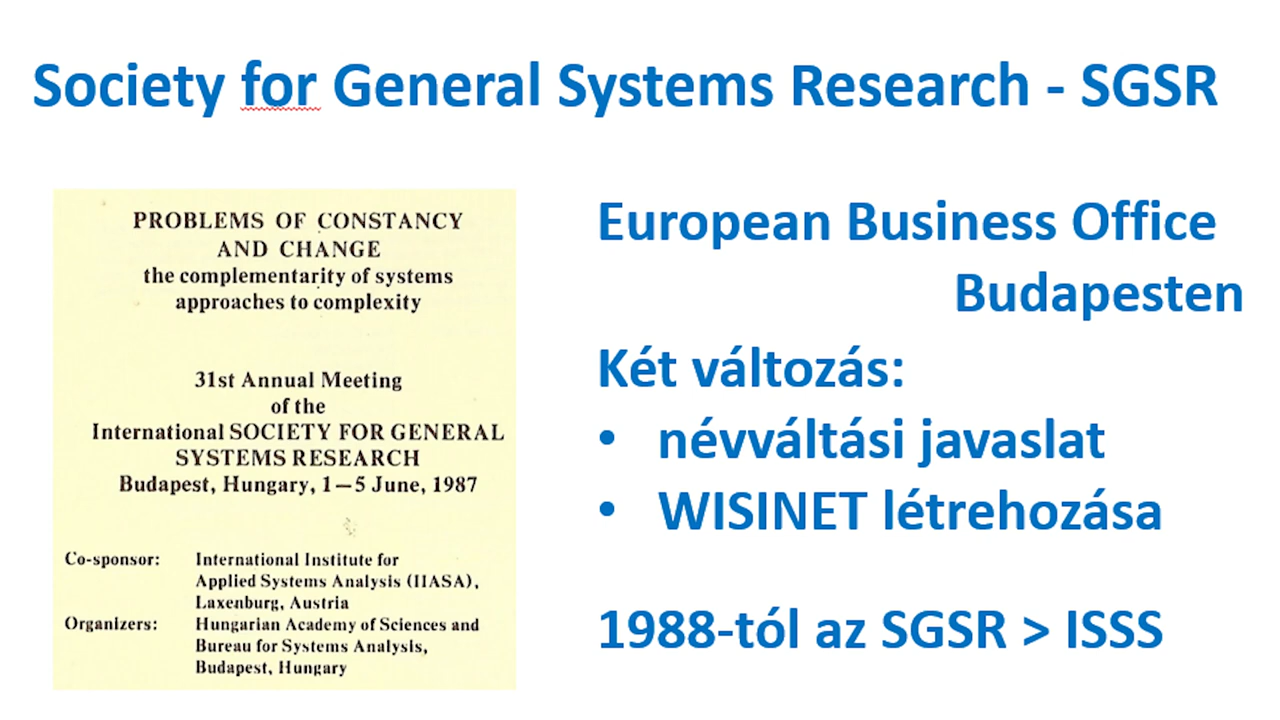 Society for General Systems Research - SGSR
PROBLEMS OF CONSTANCY
AND CHANGE
the complementarity of systems
approaches to complexity
31st Annual Meeting
of the
International SOCIETY FOR GENERAL
SYSTEMS RESEARCH
Budapest, Hungary, 1—5 June, 1987
Co-sponsor: International Institute for
Applied Systems Analysis (IIASA),
Laxenburg, Austria
Organizers: Hungarian Academy of Sciences and
Bureau for Systems Analysis,
Budapest, Hungary
European Business Office
Budapesten
Két változás:
• névváltási javaslat
• WISINET létrehozása
1988-tól az SGSR > ISSS